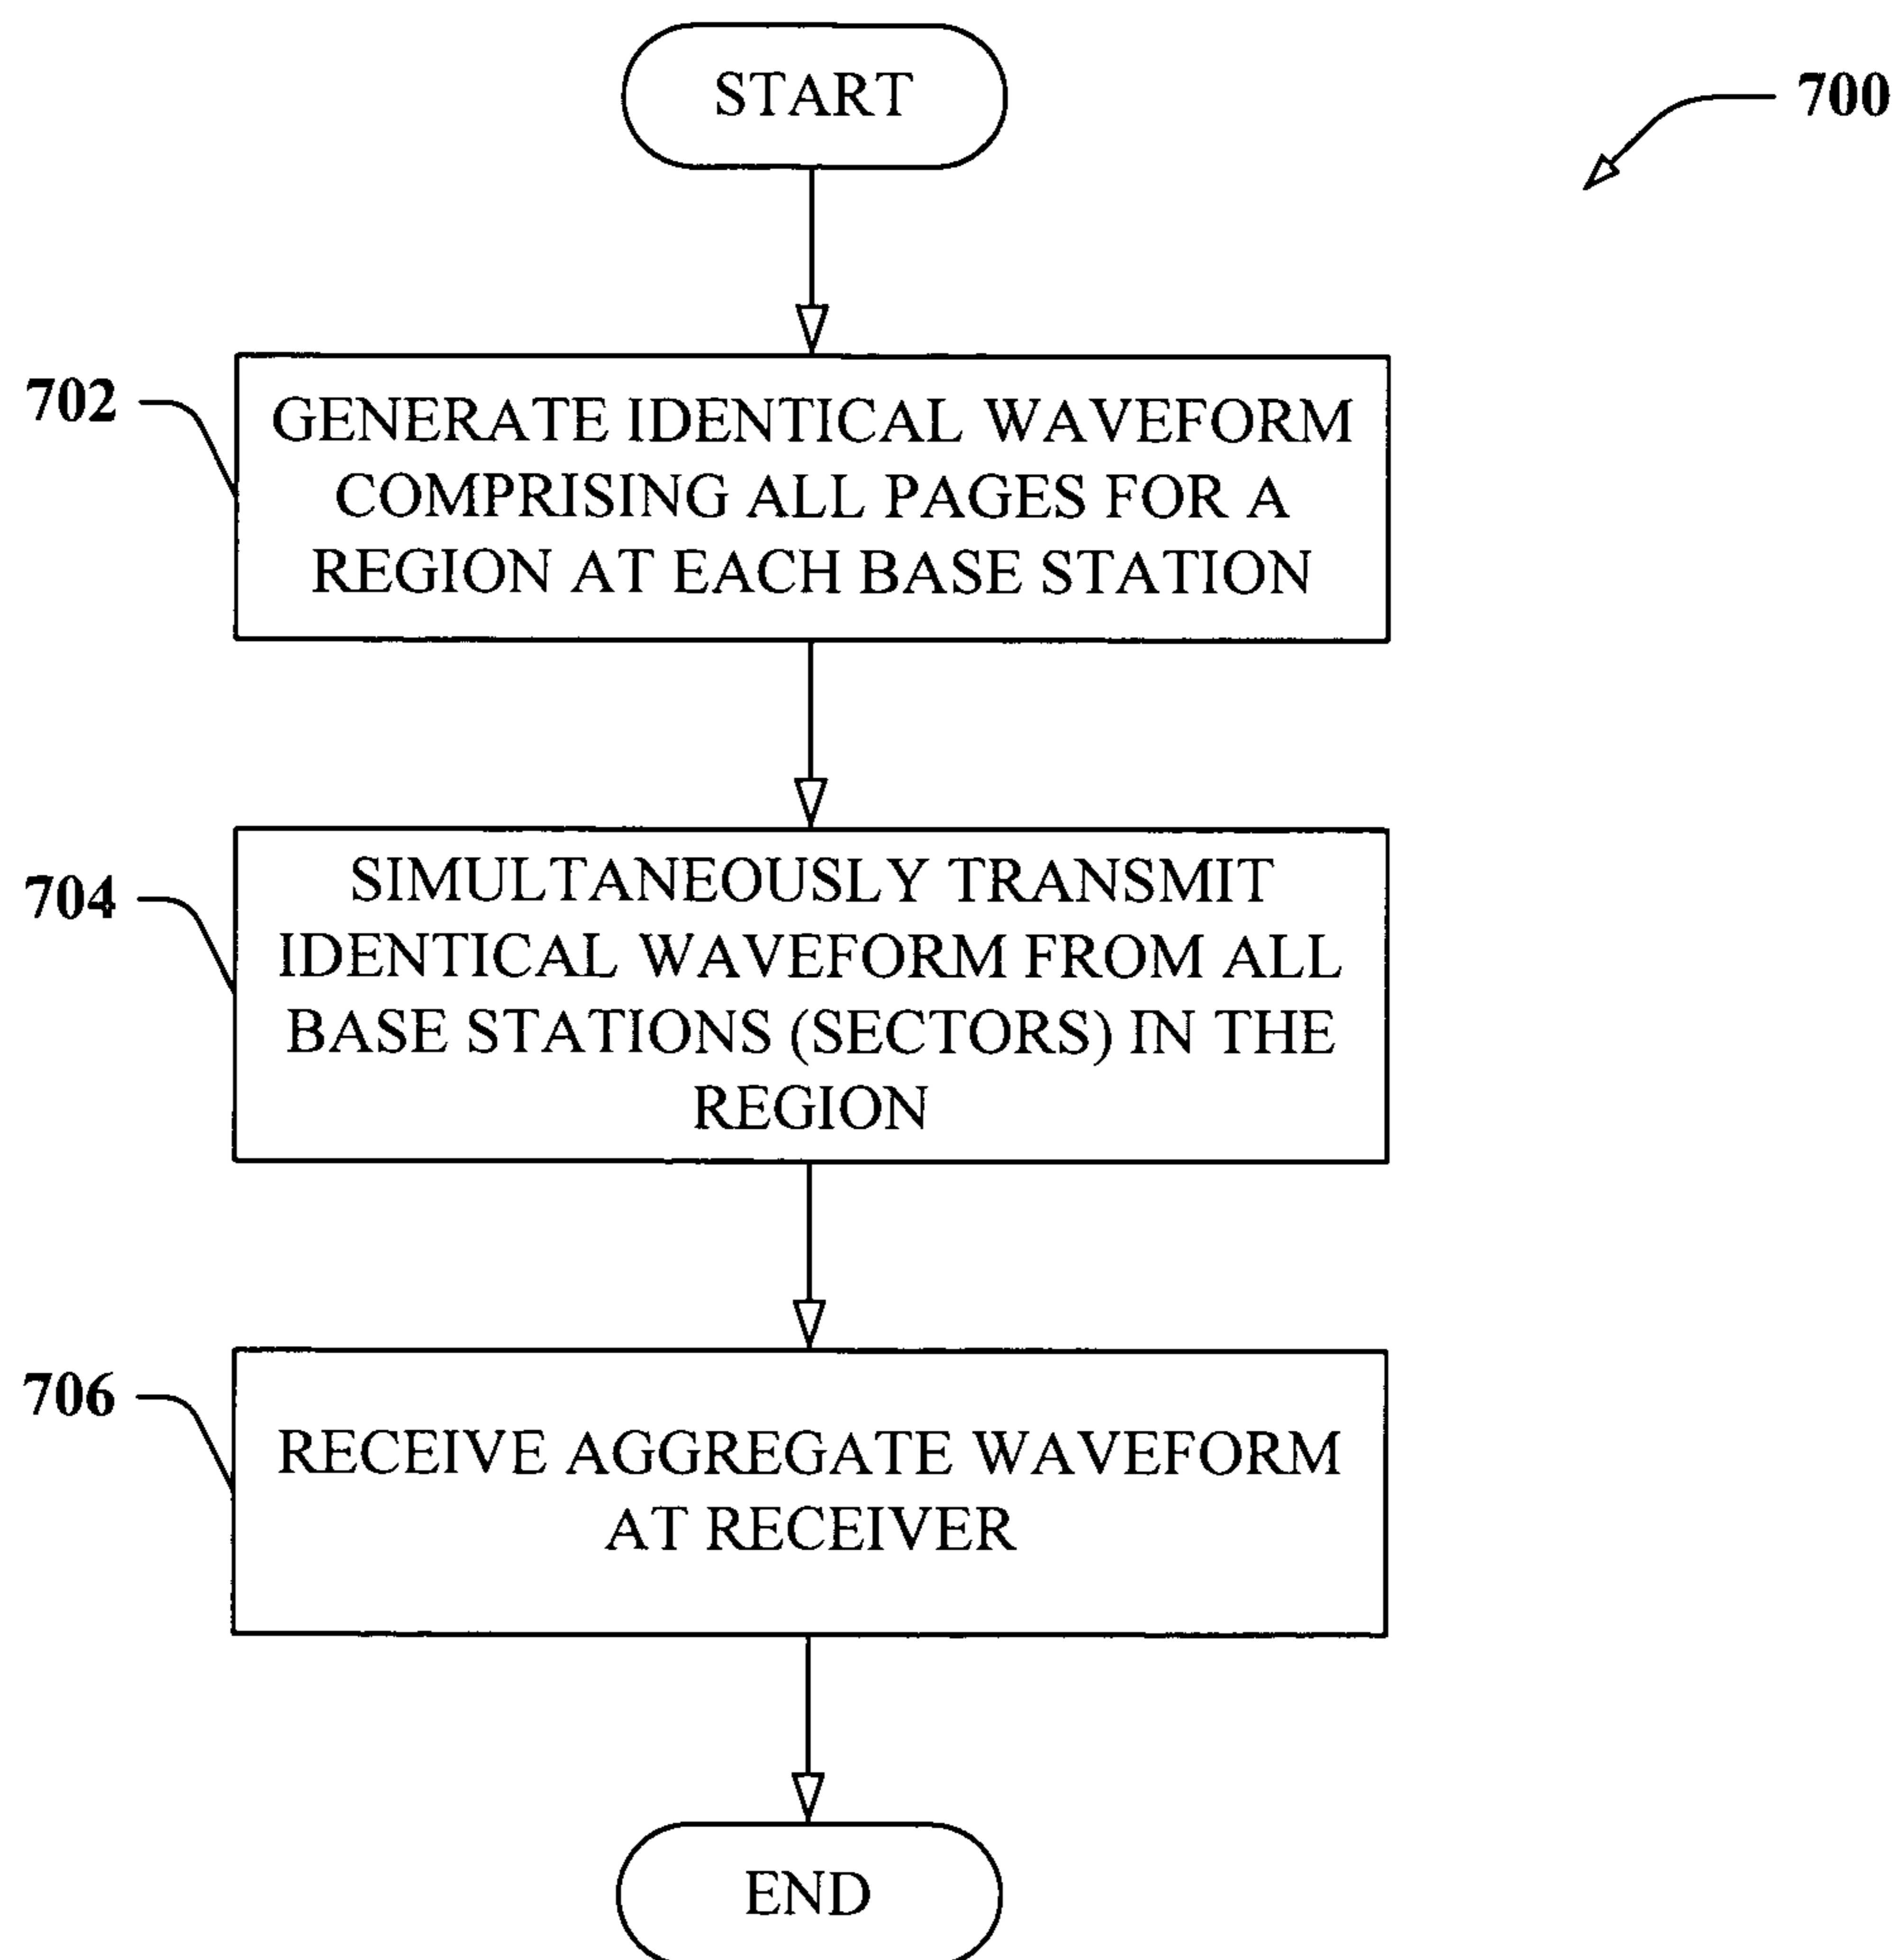 START
700
702
GENERATE IDENTICAL WAVEFORM
COMPRISING ALL PAGES FOR A
REGION AT EACH BASE STATION
704
SIMULTANEOUSLY TRANSMIT
IDENTICAL WAVEFORM FROM ALL
BASE STATIONS (SECTORS) IN THE
REGION
706
RECEIVE AGGREGATE WAVEFORM
AT RECEIVER
END